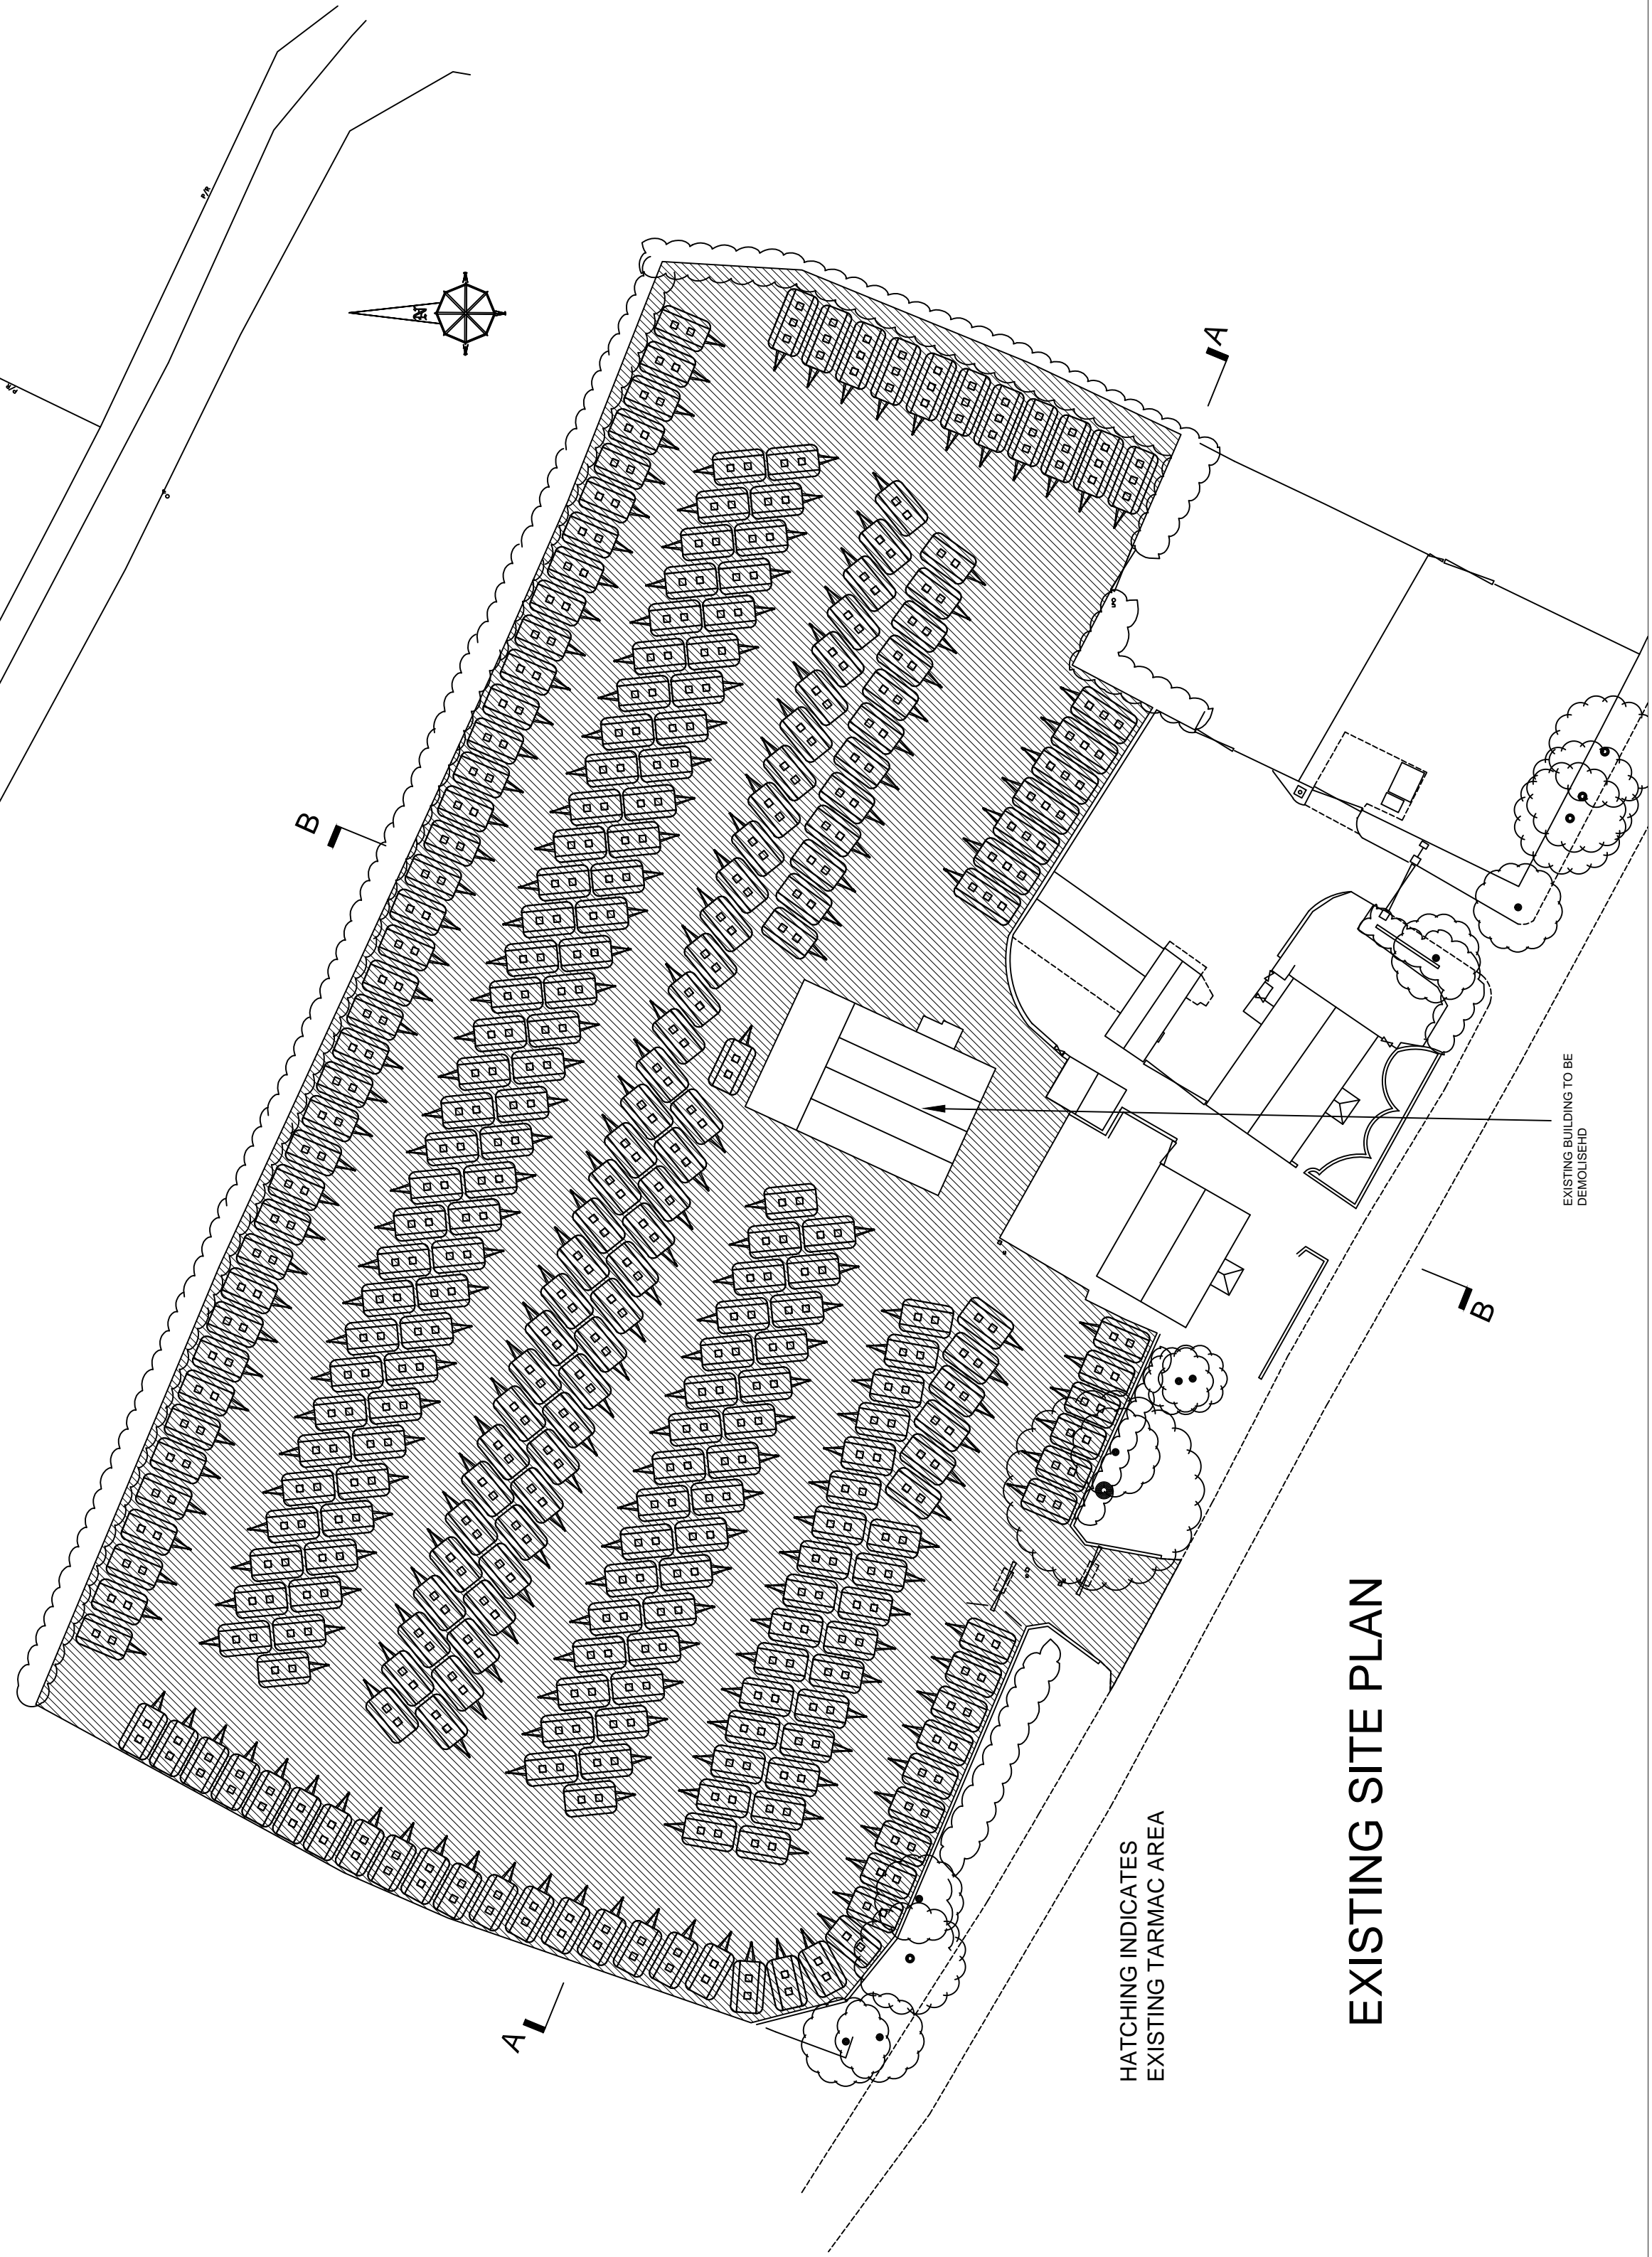 EXISTING SITE PLAN
HATCHING INDICATES
EXISTING TARMAC AREA
EXISTING BUILDING TO BE
DEMOLISEHD
A
A
B
B
N
P/R
P/R